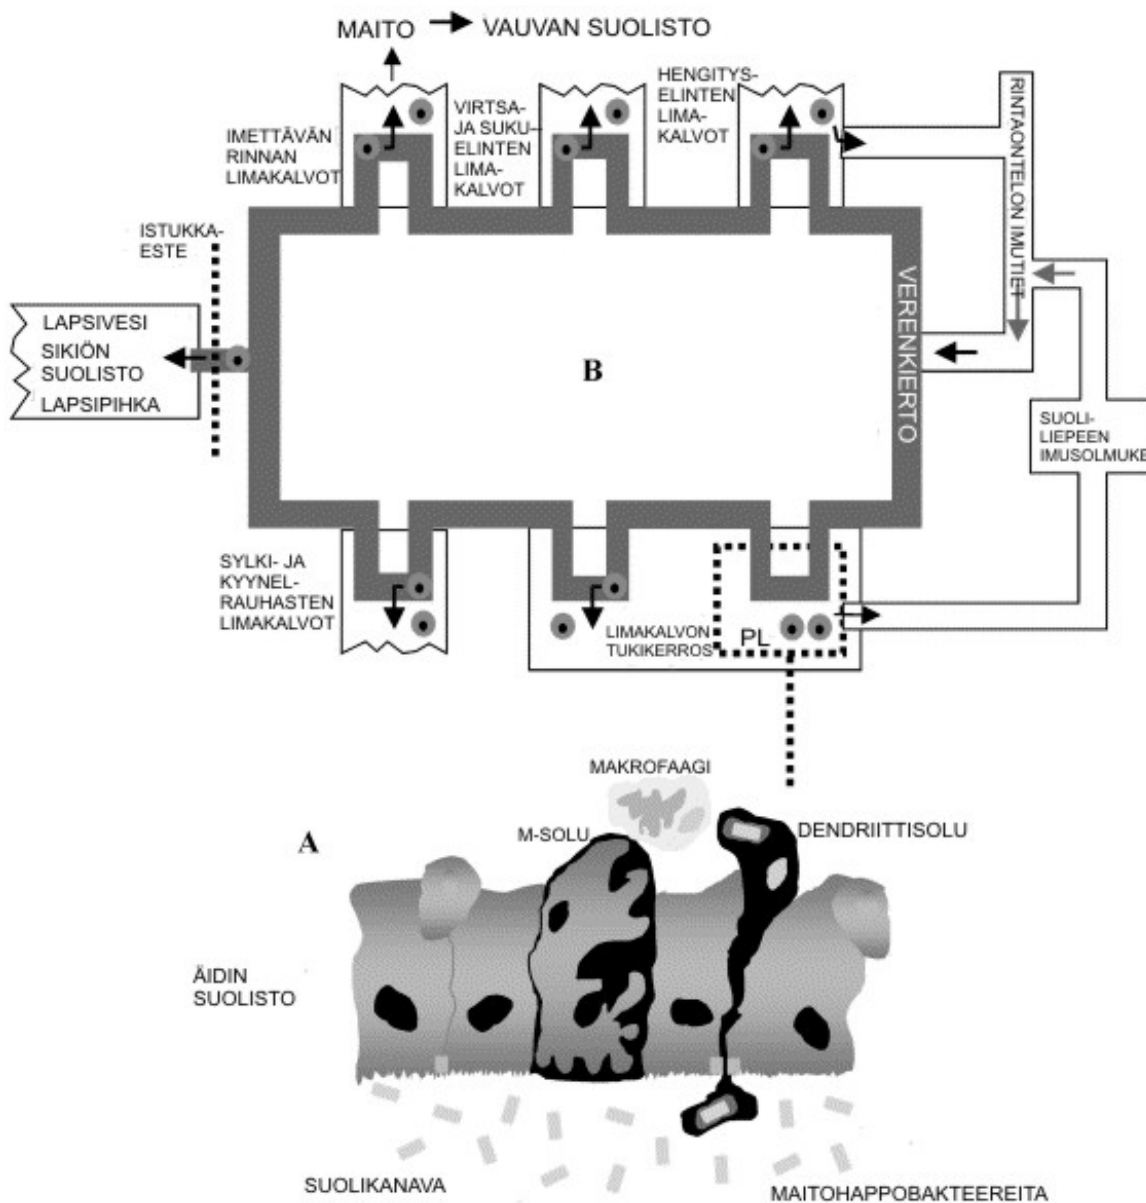 MAITO → VAUVAN SUOLISTO
IMETTÄVÄN
RINNAN
LIMAKALVOT
VIRTSA-
JA SUKU-
ELINTEN
LIMA-
KALVOT
HENGITYS-
ELINTEN
LIMA-
KALVOT
RINTAONTELON IMUTIET
ISTUKKA-
ESTE
LAPSIVESI
SIKIÖN
SUOLISTO
LAPSIPIHKA
B
VERENKIERTO
SUOLI-
LIEPEEN
IMUSOLMUKE
SYLKI- JA
KYYNEL-
RAUHASTEN
LIMAKALVOT
LIMAKALVON
TUKIKERROS
PL
MAKROFAAGI
A
M-SOLU
DENDRIITTISOLU
ÄIDIN
SUOLISTO
SUOLIKANAVA
MAITOHAPPOBAKTEEREITA